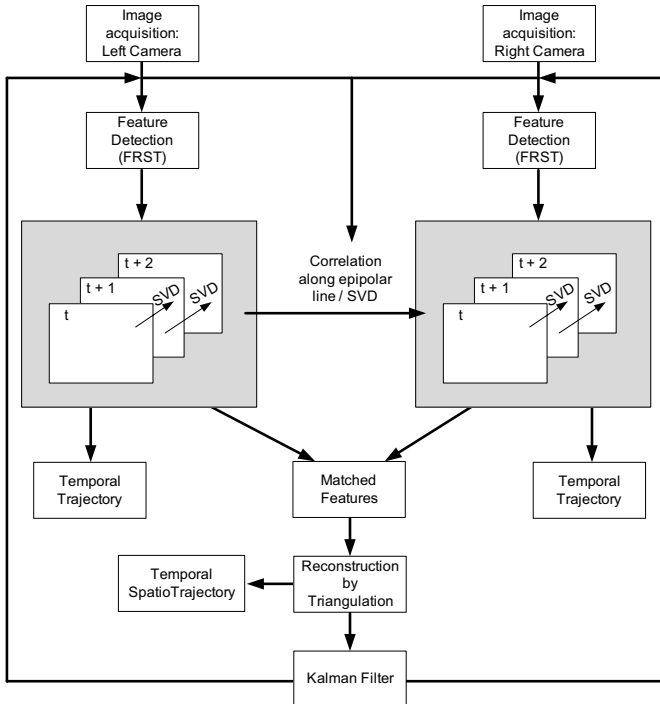 Image
acquisition:
Left Camera
Image
acquisition:
Right Camera
Feature
Detection
(FRST)
Feature
Detection
(FRST)
t + 2
t + 1
SVD
SVD
t
Correlation
along epipolar
line / SVD
t + 2
t + 1
SVD
SVD
t
Temporal
Trajectory
Matched
Features
Temporal
Trajectory
Temporal
SpatioTrajectory
Reconstruction
by
Triangulation
Kalman Filter